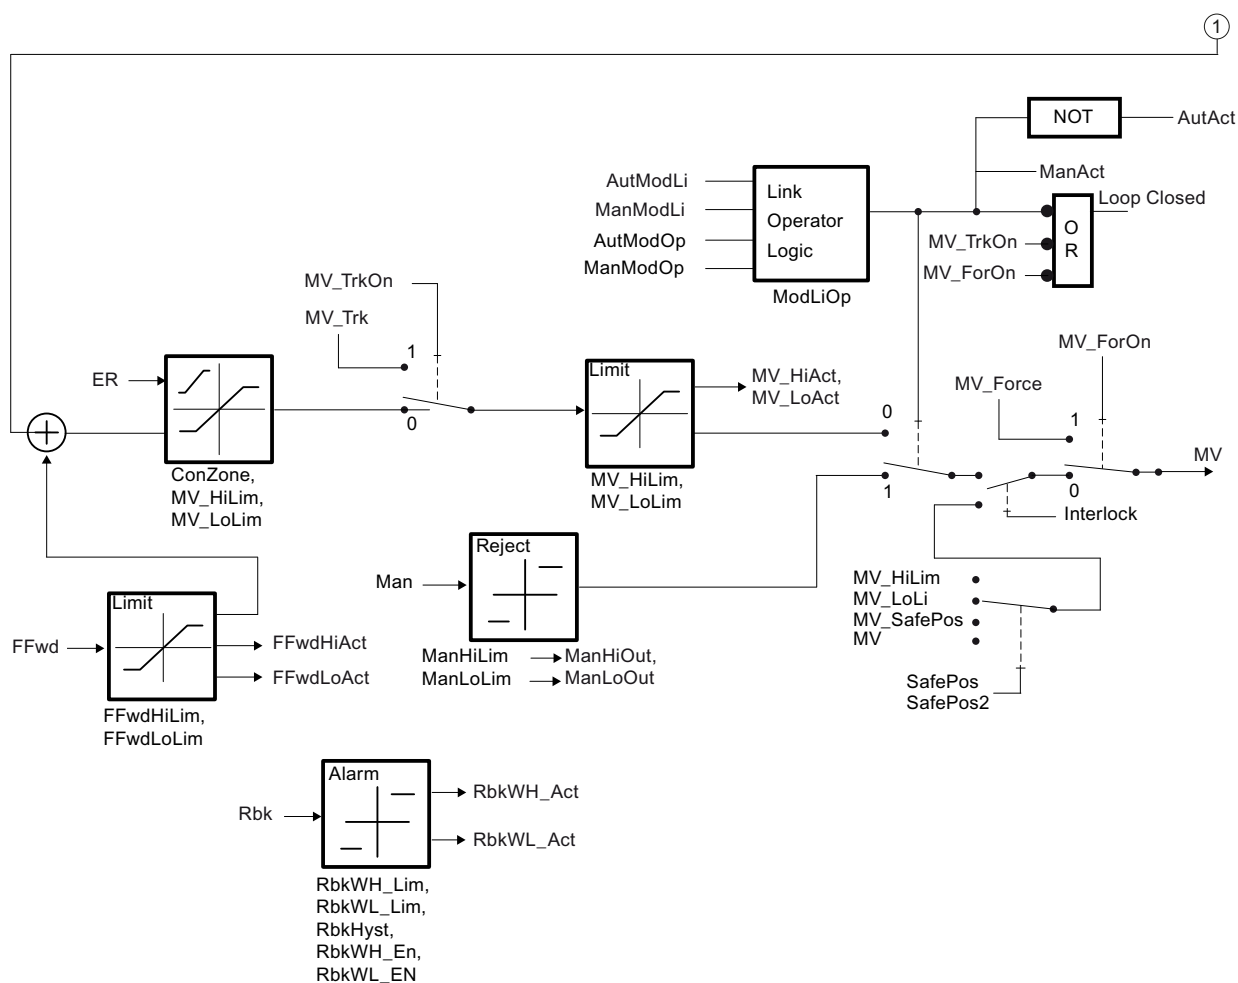 1
NOT
AutAct
ManAct
Loop Closed
AutModLi
ManModLi
AutModOp
ManModOp
Link
Operator
Logic
ModLiOp
O
R
MV_TrkOn
MV_ForOn
MV_TrkOn
MV_Trk
1
0
ER
ConZone,
MV_HiLim,
MV_LoLim
Limit
MV_HiLim,
MV_LoLim
MV_HiAct,
MV_LoAct
0
1
MV_ForOn
MV_Force
1
0
MV
Interlock
Reject
Man
ManHiLim
ManLoLim
ManHiOut,
ManLoOut
MV_HiLim
MV_LoLi
MV_SafePos
MV
SafePos
SafePos2
Limit
FFwd
FFwdHiAct
FFwdLoAct
FFwdHiLim,
FFwdLoLim
Alarm
Rbk
RbkWH_Act
RbkWL_Act
RbkWH_Lim,
RbkWL_Lim,
RbkHyst,
RbkWH_En,
RbkWL_EN